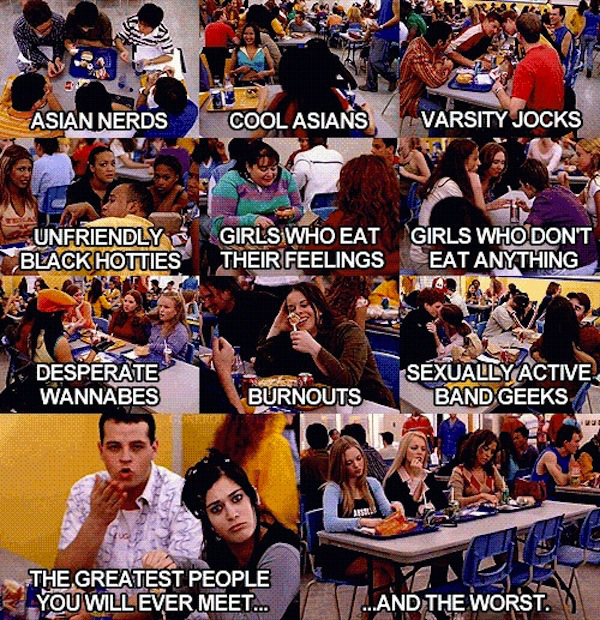 ASIAN NERDS
COOL ASIANS
VARSITY JOCKS
UNFRIENDLY
BLACK HOTTIES
GIRLS WHO EAT
THEIR FEELINGS
GIRLS WHO DON'T
EAT ANYTHING
DESPERATE
WANNABES
BURNOUTS
SEXUALLY ACTIVE
BAND GEEKS
THE GREATEST PEOPLE
YOU WILL EVER MEET...
...AND THE WORST.